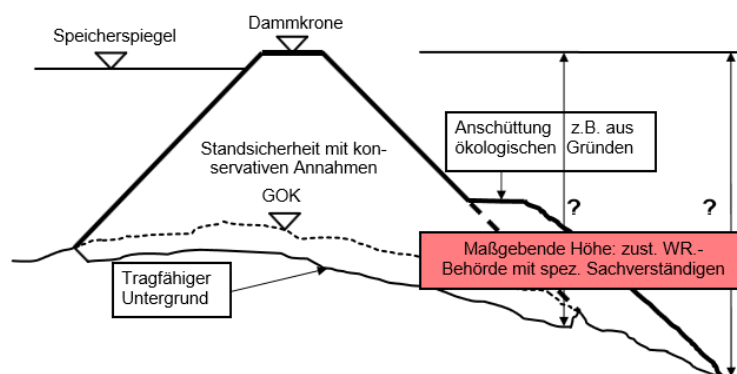 Dammkrone
Speicherspiegel
Anschüttung z.B. aus
ökologischen Gründen
Standsicherheit mit kon-
servativen Annahmen
GOK
?
?
Maßgebende Höhe: zust. WR.-
Behörde mit spez. Sachverständigen
Tragfähiger
Untergrund